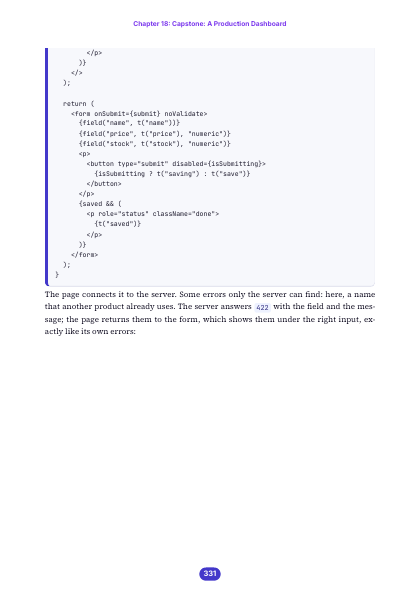 Chapter 18: Capstone: A Production Dashboard
</p>
)}
</>
);
return (
<form onSubmit={submit} noValidate>
{field("name", t("name"))}
{field("price", t("price"), "numeric")}
{field("stock", t("stock"), "numeric")}
<p>
<button type="submit" disabled={isSubmitting}>
{isSubmitting ? t("saving") : t("save")}
</button>
</p>
{saved && (
<p role="status" className="done">
{t("saved")}
</p>
)}
</form>
);
}
The page connects it to the server. Some errors only the server can find: here, a name
that another product already uses. The server answers 422 with the field and the mes-
sage; the page returns them to the form, which shows them under the right input, ex-
actly like its own errors:
331